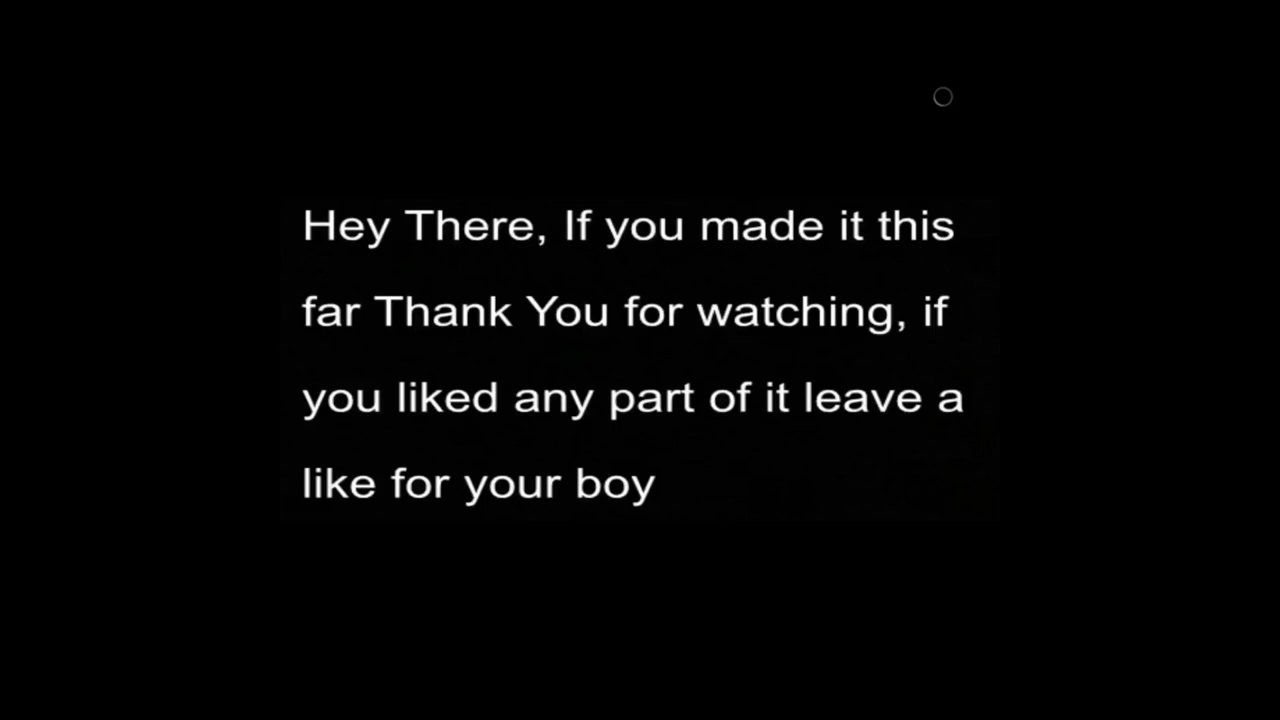 Hey There, If you made it this
far Thank You for watching, if
you liked any part of it leave a
like for your boy